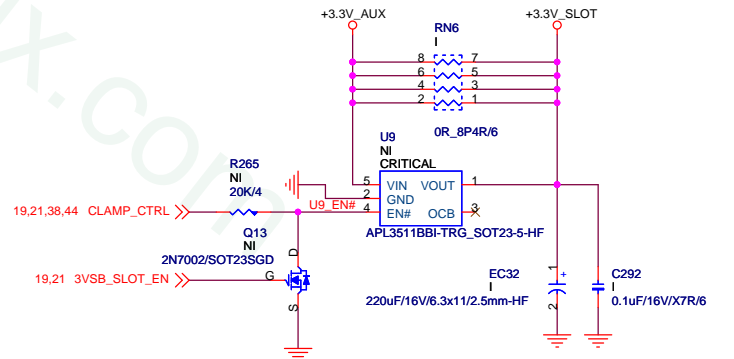 +3.3V_AUX
+3.3V_SLOT
RN6
I
8 7
6 5
4 3
2 1
0R_8P4R/6
U9
NI
CRITICAL
R265
NI
20K/4
5 VIN VOUT 1
2 GND
4 EN# OCB 3
U9_EN#
19,21,38,44 CLAMP_CTRL
APL3511BBI-TRG_SOT23-5-HF
Q13
NI
2N7002/SOT23SGD
D
G
S
19,21 3VSB_SLOT_EN
EC32
I
220uF/16V/6.3x11/2.5mm-HF
1
+
2
C292
I
0.1uF/16V/X7R/6
x.com